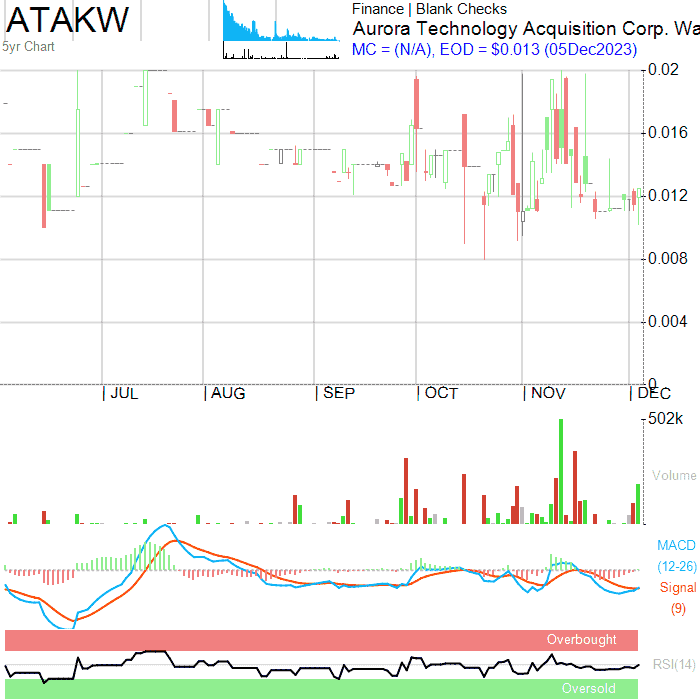 ATAKW
5yr Chart
Finance | Blank Checks
Aurora Technology Acquisition Corp. Wa
MC = (N/A), EOD = $0.013 (05Dec2023)
0.02
0.016
0.012
0.008
0.004
0
JUL
AUG
SEP
OCT
NOV
DEC
502k
Volume
MACD
(12-26)
Signal
(9)
Overbought
RSI(14)
Oversold